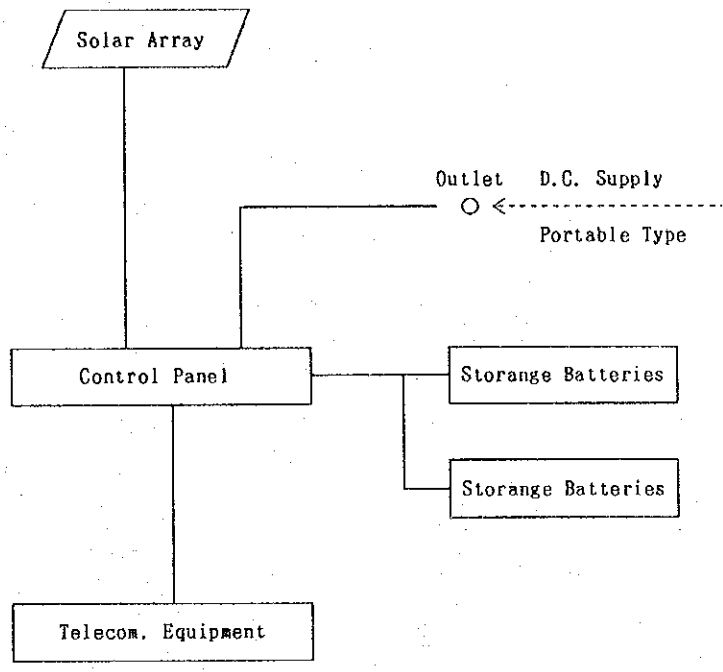 Solar Array
Outlet D.C. Supply
Portable Type
Control Panel
Storange Batteries
Storange Batteries
Telecom. Equipment